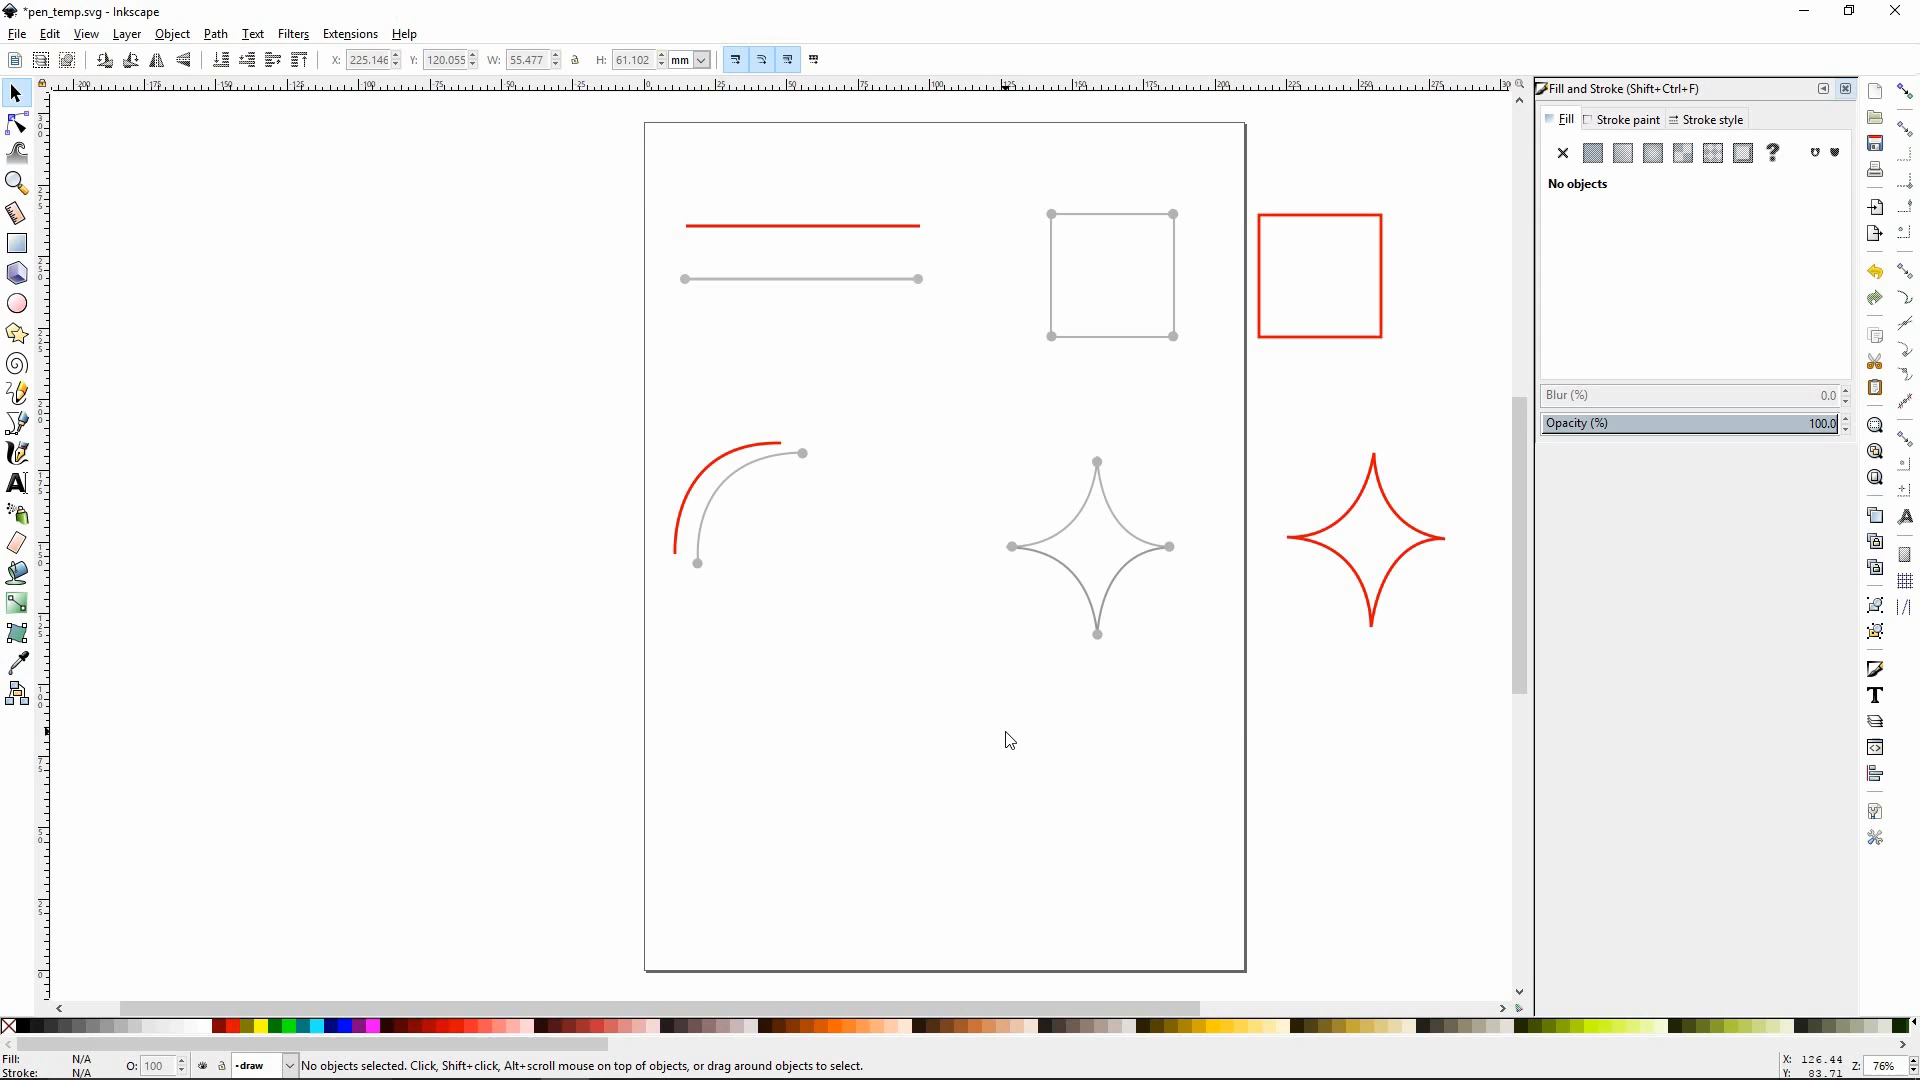 *pen_temp.svg - Inkscape
File Edit View Layer Object Path Text Filters Extensions Help
X: 225.146 Y: 120.055 W: 55.477 H: 61.102 mm
Fill and Stroke (Shift+Ctrl+F)
Fill Stroke paint Stroke style
No objects
Blur (%) 0.0
Opacity (%) 100.0
Fill: N/A
Stroke: N/A
O: 100
•draw
No objects selected. Click, Shift+click, Alt+scroll mouse on top of objects, or drag around objects to select.
X: 126.44
Y: 83.71
Z: 76%